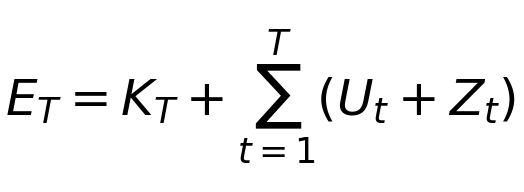 $E_T = K_T + \sum_{t=1}^{T}(U_t + Z_t)$